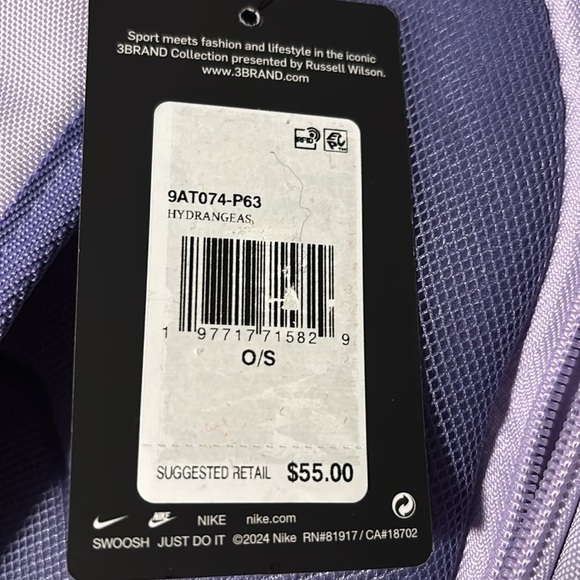 Sport meets fashion and lifestyle in the iconic
3BRAND Collection presented by Russell Wilson.
www.3BRAND.com
RFID
9AT074-P63
HYDRANGEAS,
1 97717 71582 9
O/S
SUGGESTED RETAIL $55.00
NIKE nike.com
SWOOSH JUST DO IT ©2024 Nike RN#81917/CA#18702